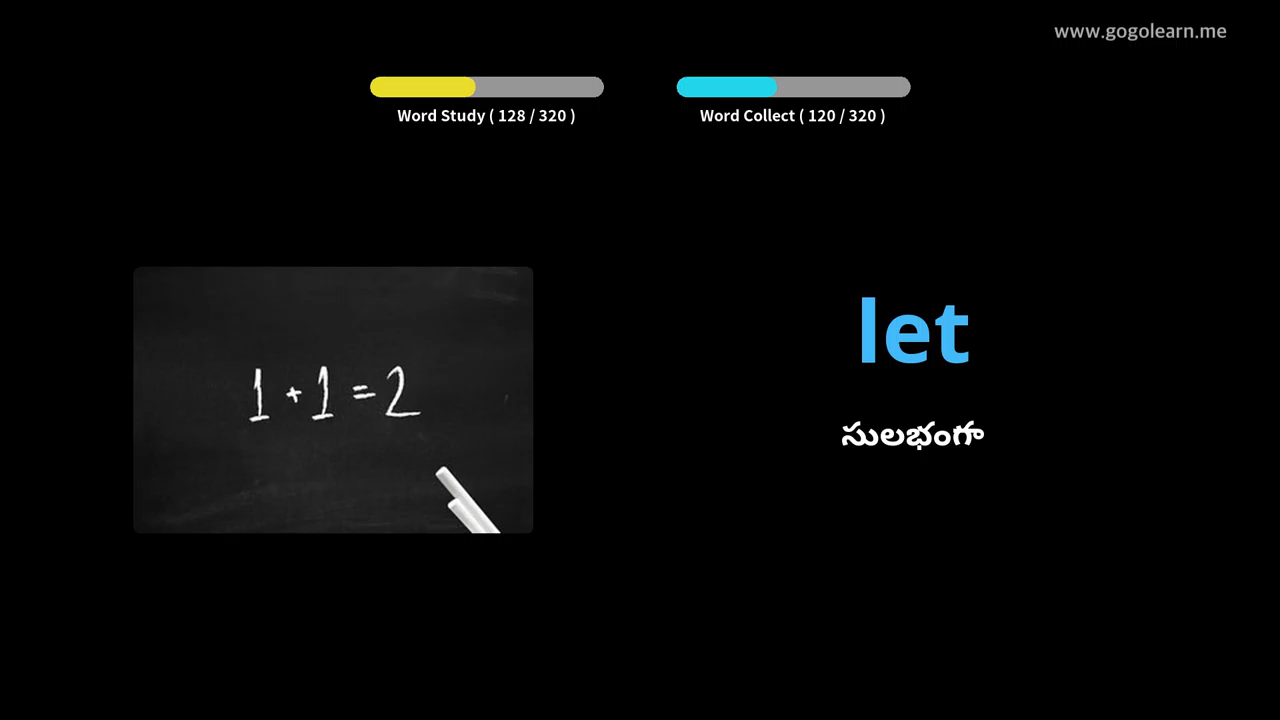 www.gogolearn.me
Word Study ( 128 / 320 )
Word Collect ( 120 / 320 )
1 + 1 = 2
let
సులభంగా